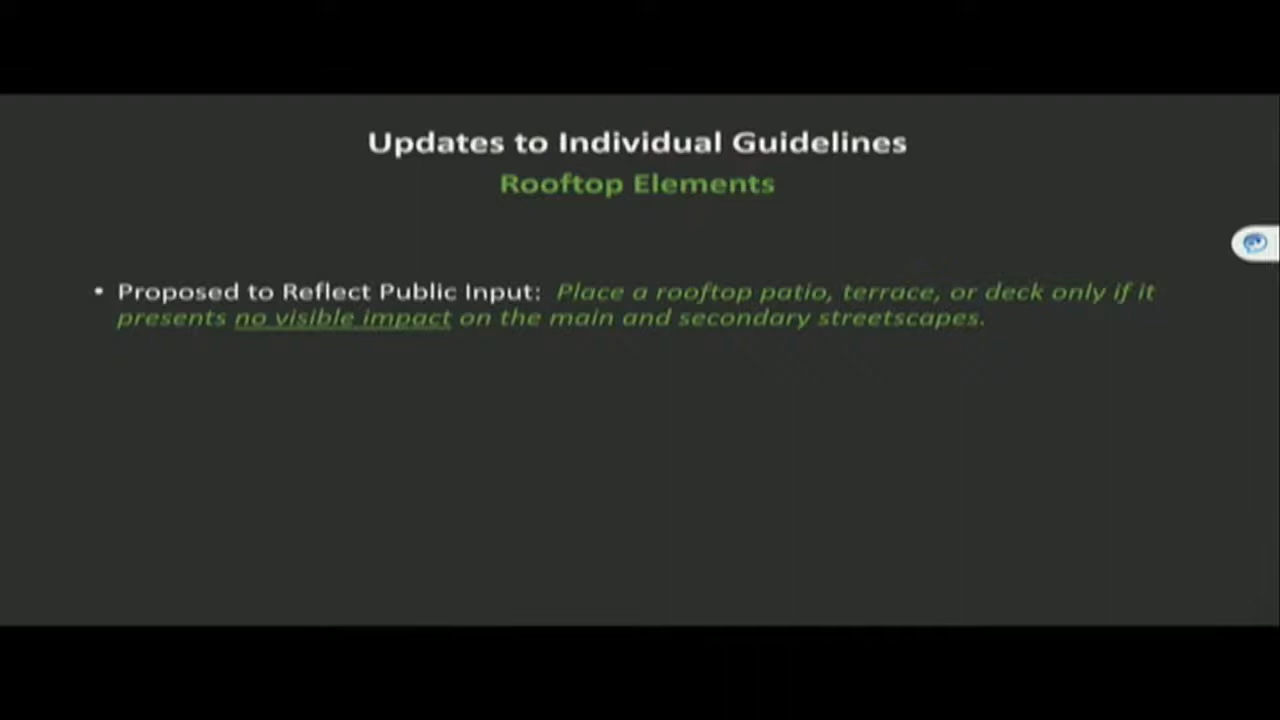 Updates to Individual Guidelines
Rooftop Elements
• Proposed to Reflect Public Input: Place a rooftop patio, terrace, or deck only if it
presents no visible impact on the main and secondary streetscapes.